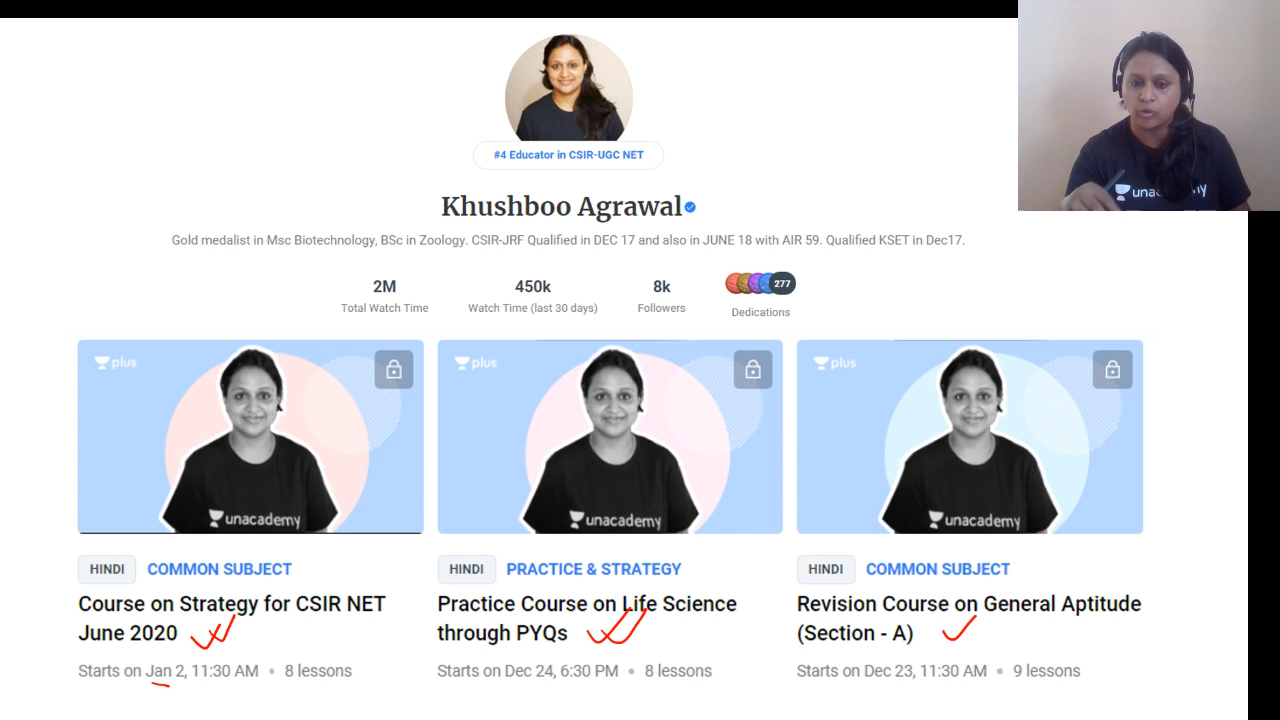 #4 Educator in CSIR-UGC NET
Khushboo Agrawal
Gold medalist in Msc Biotechnology, BSc in Zoology. CSIR-JRF Qualified in DEC 17 and also in JUNE 18 with AIR 59. Qualified KSET in Dec17.
2M 450k 8k 277
Total Watch Time Watch Time (last 30 days) Followers Dedications
plus plus plus
unacademy unacademy unacademy
HINDI COMMON SUBJECT
Course on Strategy for CSIR NET
June 2020
Starts on Jan 2, 11:30 AM • 8 lessons
HINDI PRACTICE & STRATEGY
Practice Course on Life Science
through PYQs
Starts on Dec 24, 6:30 PM • 8 lessons
HINDI COMMON SUBJECT
Revision Course on General Aptitude
(Section - A)
Starts on Dec 23, 11:30 AM • 9 lessons